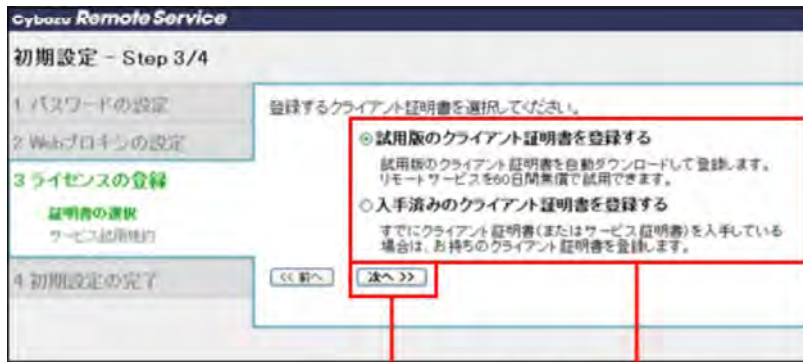 Cybozu Remote Service
初期設定 - Step 3/4
1 パスワードの設定
2 Webプロキシの設定
3 ライセンスの登録
証明書の選択
サービス試用規約
4 初期設定の完了
登録するクライアント証明書を選択してください。
試用版のクライアント証明書を登録する
試用版のクライアント証明書を自動ダウンロードして登録します。
リモートサービスを60日間無償で試用できます。
入手済みのクライアント証明書を登録する
すでにクライアント証明書(またはサービス証明書)を入手している
場合は、お持ちのクライアント証明書を登録します。
<< 前へ
次へ >>